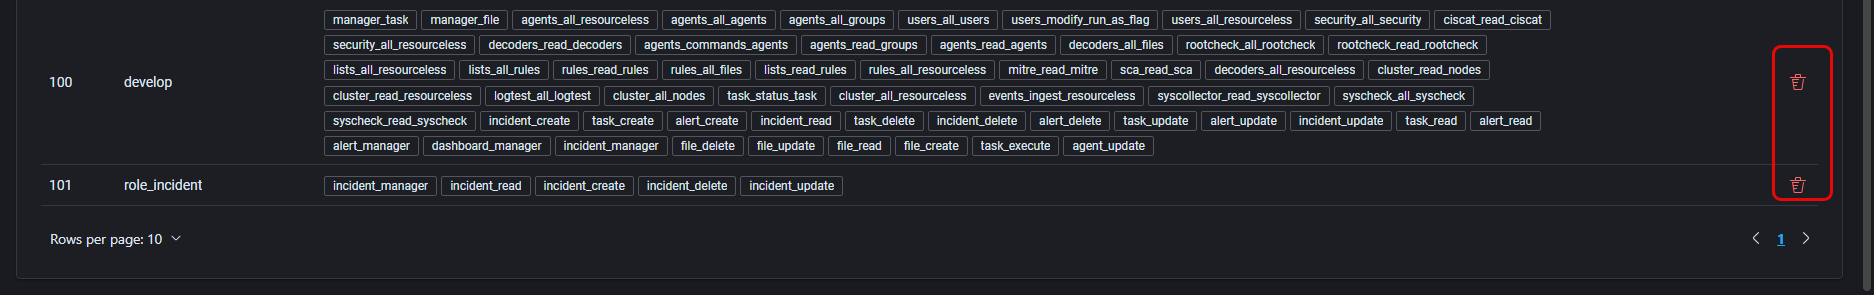 manager_task manager_file agents_all_resourceless agents_all_agents agents_all_groups users_all_users users_modify_run_as_flag users_all_resourceless security_all_security ciscat_read_ciscat
security_all_resourceless decoders_read_decoders agents_commands_agents agents_read_groups agents_read_agents decoders_all_files rootcheck_all_rootcheck rootcheck_read_rootcheck
lists_all_resourceless lists_all_rules rules_read_rules rules_all_files lists_read_rules rules_all_resourceless mitre_read_mitre sca_read_sca decoders_all_resourceless cluster_read_nodes
100 develop
cluster_read_resourceless logtest_all_logtest cluster_all_nodes task_status_task cluster_all_resourceless events_ingest_resourceless syscollector_read_syscollector syscheck_all_syscheck
syscheck_read_syscheck incident_create task_create alert_create incident_read task_delete incident_delete alert_delete task_update alert_update incident_update task_read alert_read
alert_manager dashboard_manager incident_manager file_delete file_update file_read file_create task_execute agent_update
101 role_incident incident_manager incident_read incident_create incident_delete incident_update
Rows per page: 10 1